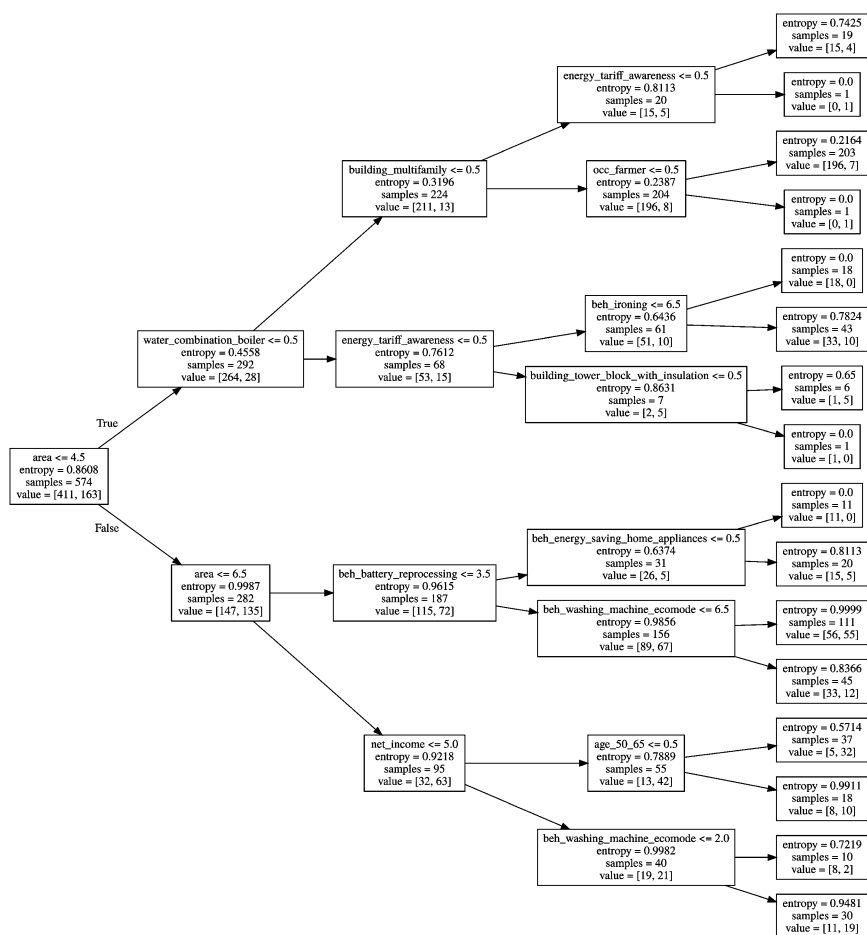 area <= 4.5
entropy = 0.8608
samples = 574
value = [411, 163]
True
False
water_combination_boiler <= 0.5
entropy = 0.4558
samples = 292
value = [264, 28]
area <= 6.5
entropy = 0.9987
samples = 282
value = [147, 135]
building_multifamily <= 0.5
entropy = 0.3196
samples = 224
value = [211, 13]
energy_tariff_awareness <= 0.5
entropy = 0.7612
samples = 68
value = [53, 15]
beh_battery_reprocessing <= 3.5
entropy = 0.9615
samples = 187
value = [115, 72]
net_income <= 5.0
entropy = 0.9218
samples = 95
value = [32, 63]
energy_tariff_awareness <= 0.5
entropy = 0.8113
samples = 20
value = [15, 5]
occ_farmer <= 0.5
entropy = 0.2387
samples = 204
value = [196, 8]
beh_ironing <= 6.5
entropy = 0.6436
samples = 61
value = [51, 10]
building_tower_block_with_insulation <= 0.5
entropy = 0.8631
samples = 7
value = [2, 5]
beh_energy_saving_home_appliances <= 0.5
entropy = 0.6374
samples = 31
value = [26, 5]
beh_washing_machine_ecomode <= 6.5
entropy = 0.9856
samples = 156
value = [89, 67]
age_50_65 <= 0.5
entropy = 0.7889
samples = 55
value = [13, 42]
beh_washing_machine_ecomode <= 2.0
entropy = 0.9982
samples = 40
value = [19, 21]
entropy = 0.7425
samples = 19
value = [15, 4]
entropy = 0.0
samples = 1
value = [0, 1]
entropy = 0.2164
samples = 203
value = [196, 7]
entropy = 0.0
samples = 1
value = [0, 1]
entropy = 0.0
samples = 18
value = [18, 0]
entropy = 0.7824
samples = 43
value = [33, 10]
entropy = 0.65
samples = 6
value = [1, 5]
entropy = 0.0
samples = 1
value = [1, 0]
entropy = 0.0
samples = 11
value = [11, 0]
entropy = 0.8113
samples = 20
value = [15, 5]
entropy = 0.9999
samples = 111
value = [56, 55]
entropy = 0.8366
samples = 45
value = [33, 12]
entropy = 0.5714
samples = 37
value = [5, 32]
entropy = 0.9911
samples = 18
value = [8, 10]
entropy = 0.7219
samples = 10
value = [8, 2]
entropy = 0.9481
samples = 30
value = [11, 19]